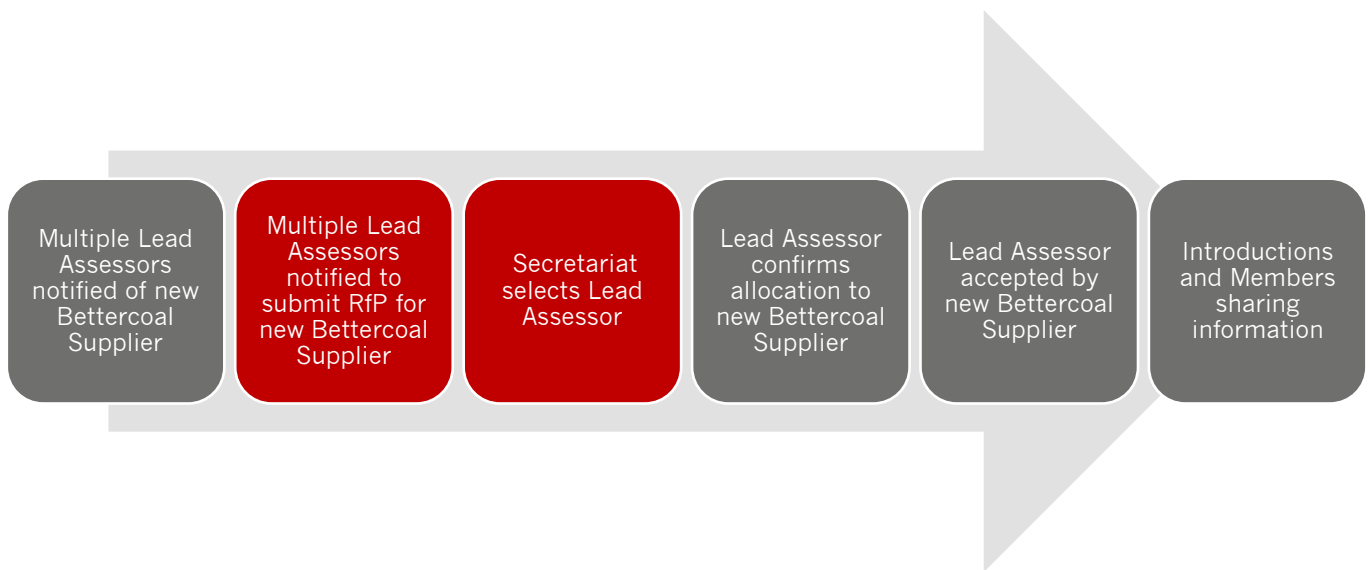 Multiple Lead
Assessors
notified of new
Bettercoal
Supplier
Multiple Lead
Assessors
notified to
submit RfP for
new Bettercoal
Supplier
Secretariat
selects Lead
Assessor
Lead Assessor
confirms
allocation to
new Bettercoal
Supplier
Lead Assessor
accepted by
new Bettercoal
Supplier
Introductions
and Members
sharing
information